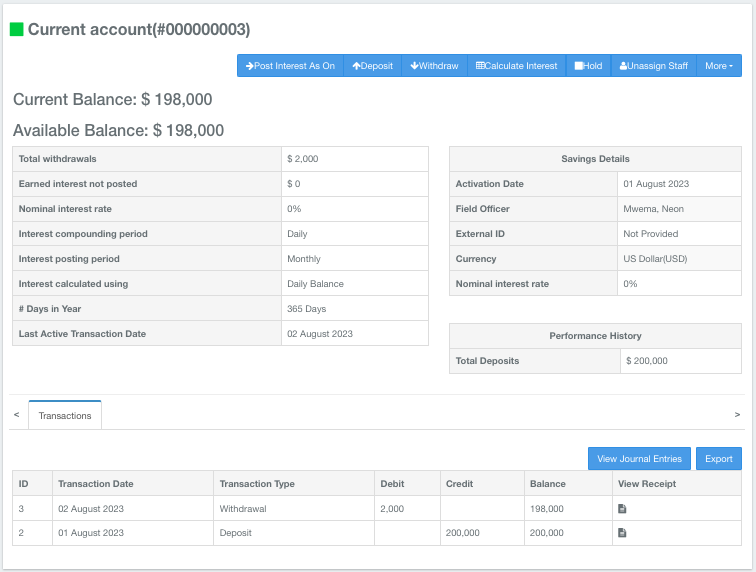 Current account(#000000003)
Post Interest As On Deposit Withdraw Calculate Interest Hold Unassign Staff More
Current Balance: $ 198,000
Available Balance: $ 198,000
Total withdrawals $ 2,000
Earned interest not posted $ 0
Nominal interest rate 0%
Interest compounding period Daily
Interest posting period Monthly
Interest calculated using Daily Balance
# Days in Year 365 Days
Last Active Transaction Date 02 August 2023
Savings Details
Activation Date 01 August 2023
Field Officer Mwema, Neon
External ID Not Provided
Currency US Dollar(USD)
Nominal interest rate 0%
Performance History
Total Deposits $ 200,000
< Transactions >
View Journal Entries Export
ID Transaction Date Transaction Type Debit Credit Balance View Receipt
3 02 August 2023 Withdrawal 2,000 198,000
2 01 August 2023 Deposit 200,000 200,000